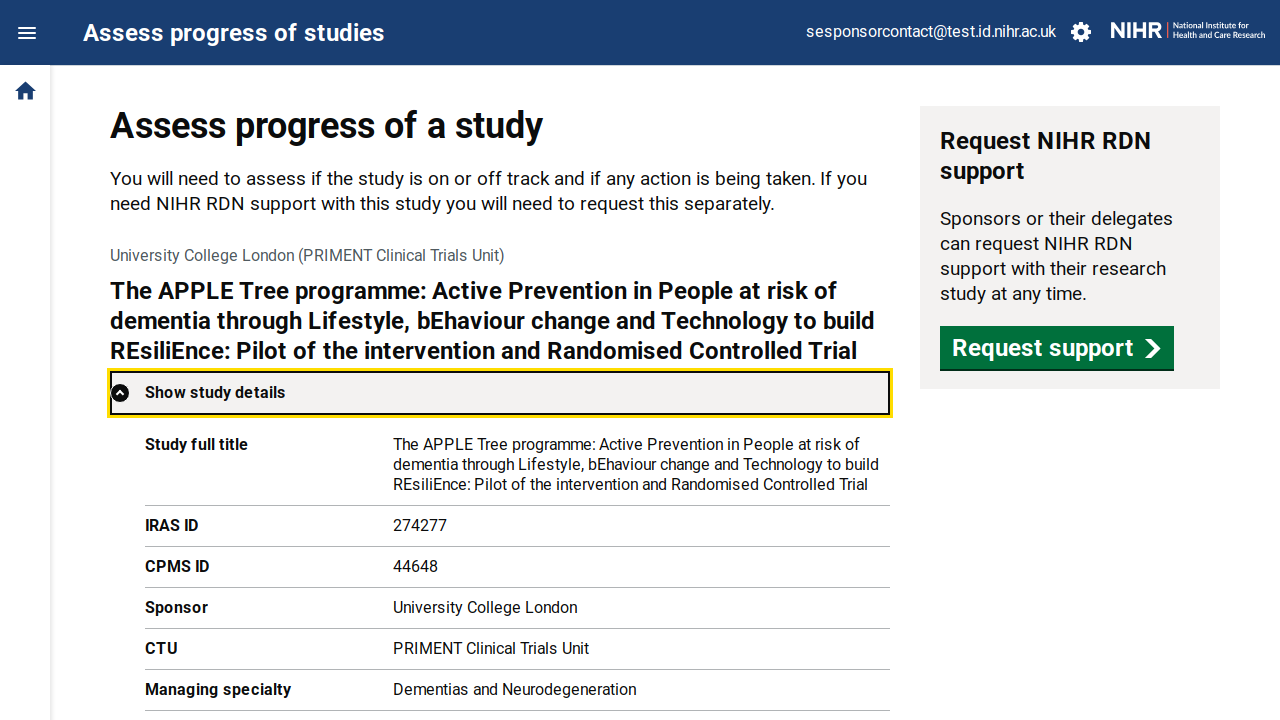 Assess progress of studies
sesponsorcontact@test.id.nihr.ac.uk
NIHR
National Institute for
Health and Care Research
Assess progress of a study
You will need to assess if the study is on or off track and if any action is being taken. If you
need NIHR RDN support with this study you will need to request this separately.
University College London (PRIMENT Clinical Trials Unit)
The APPLE Tree programme: Active Prevention in People at risk of
dementia through Lifestyle, bEhaviour change and Technology to build
REsiliEnce: Pilot of the intervention and Randomised Controlled Trial
Show study details
Study full title
The APPLE Tree programme: Active Prevention in People at risk of
dementia through Lifestyle, bEhaviour change and Technology to build
REsiliEnce: Pilot of the intervention and Randomised Controlled Trial
IRAS ID
274277
CPMS ID
44648
Sponsor
University College London
CTU
PRIMENT Clinical Trials Unit
Managing specialty
Dementias and Neurodegeneration
Request NIHR RDN
support
Sponsors or their delegates
can request NIHR RDN
support with their research
study at any time.
Request support